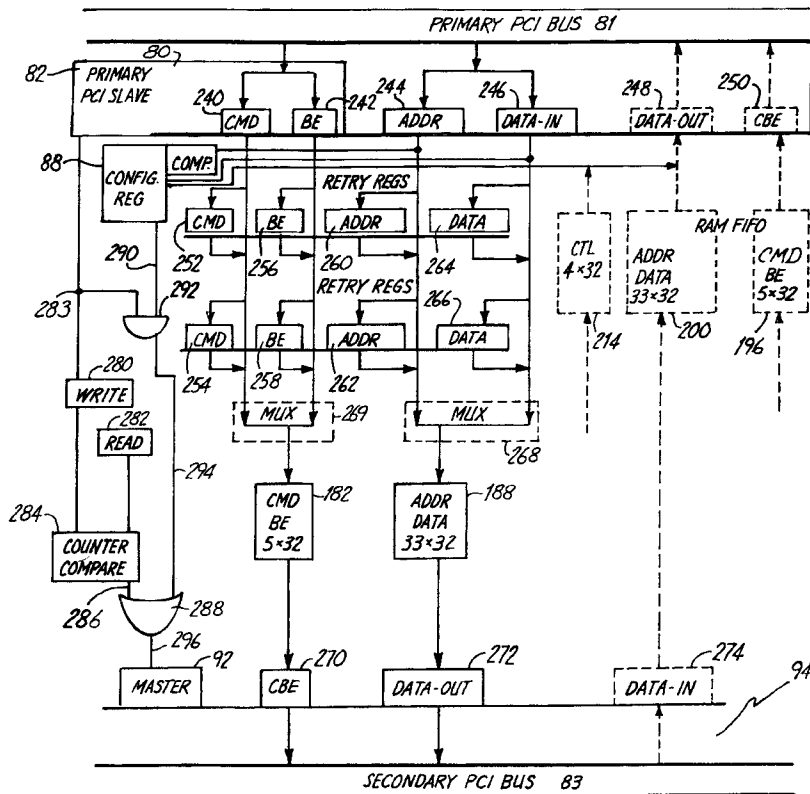 PRIMARY PCI BUS 81
80
82
PRIMARY
PCI SLAVE
240
242
244
246
248
250
CMD
BE
ADDR
DATA-IN
DATA-OUT
CBE
88
COMP.
CONFIG.
REG
RETRY REGS
CMD
BE
ADDR
DATA
252
256
260
264
290
292
283
RETRY REGS
266
CMD
BE
ADDR
DATA
254
258
262
RAM FIFO
CTL
4×32
ADDR
DATA
33×32
CMD
BE
5×32
214
200
196
280
WRITE
282
READ
294
MUX
269
MUX
268
284
COUNTER
COMPARE
182
CMD
BE
5×32
188
ADDR
DATA
33×32
286
288
296
92
MASTER
270
CBE
272
DATA-OUT
274
DATA-IN
94
SECONDARY PCI BUS 83